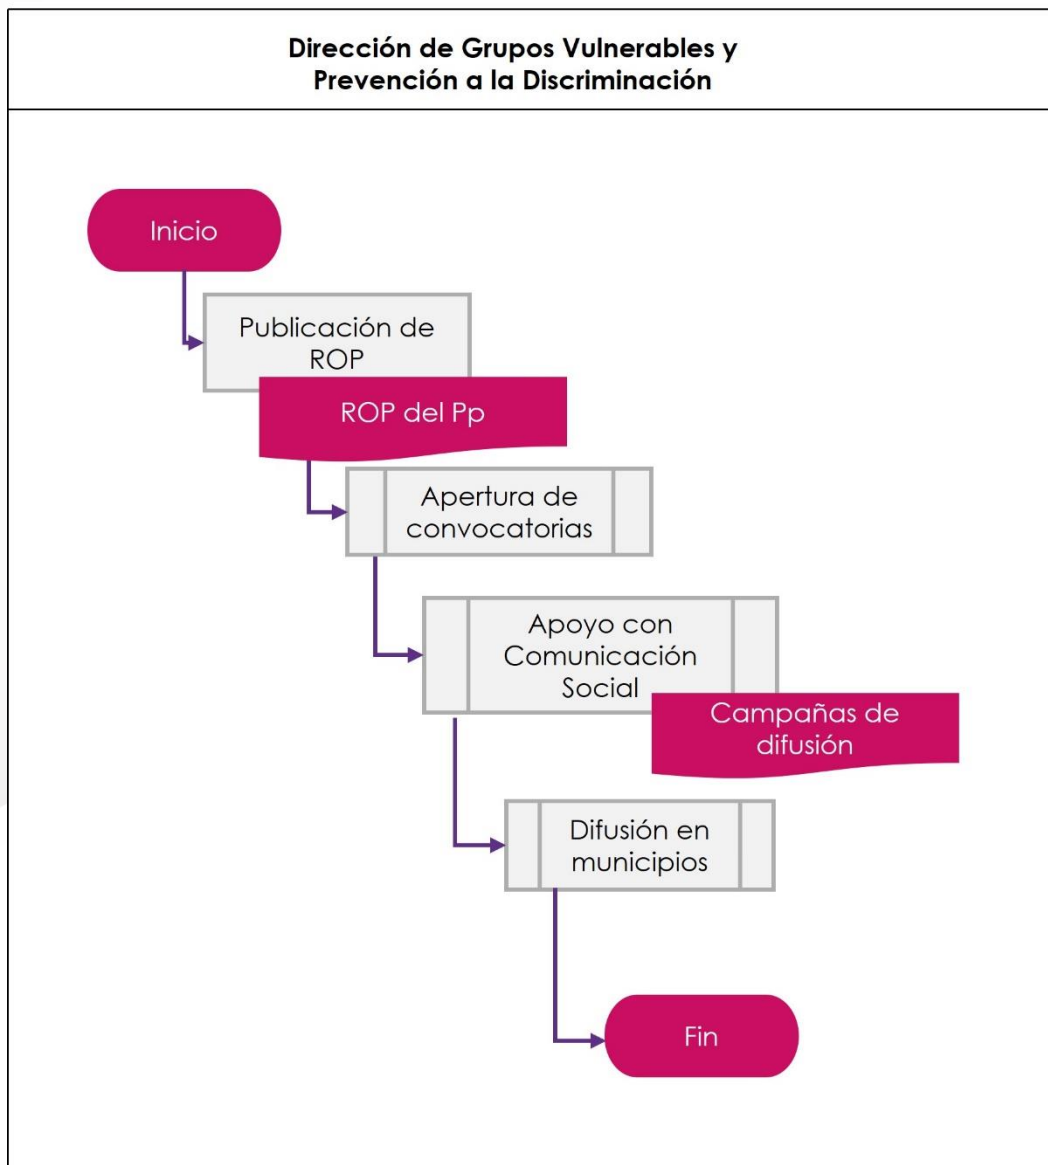 Dirección de Grupos Vulnerables y
Prevención a la Discriminación
Inicio
Publicación de
ROP
ROP del Pp
Apertura de
convocatorias
Apoyo con
Comunicación
Social
Campañas de
difusión
Difusión en
municipios
Fin